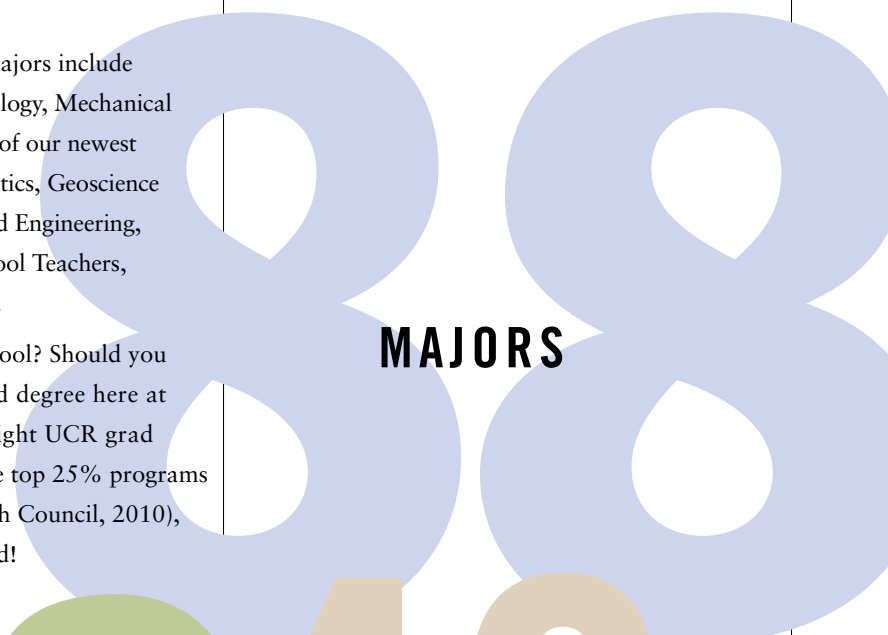 ajors include
logy, Mechanical
of our newest
tics, Geoscience
d Engineering,
ool Teachers,
ool? Should you
d degree here at
ight UCR grad
e top 25% programs
h Council, 2010),
d!
88
MAJORS